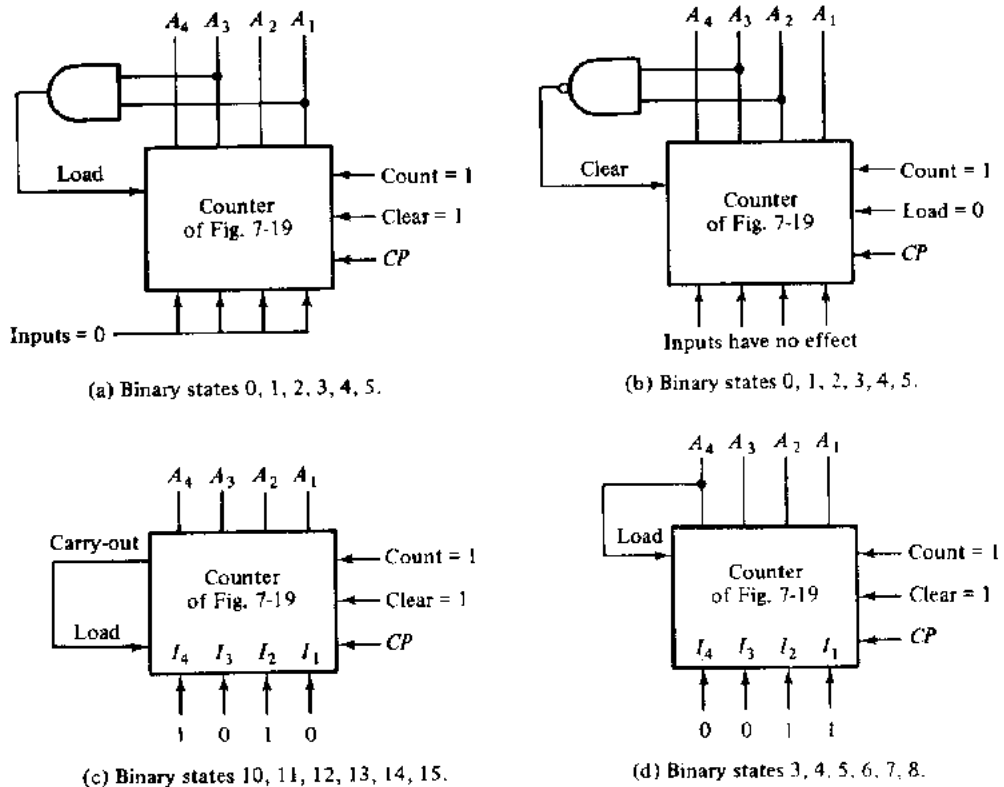 A4 A3 A2 A1
Load
Counter
of Fig. 7-19
Count = 1
Clear = 1
CP
Inputs = 0
(a) Binary states 0, 1, 2, 3, 4, 5.
A4 A3 A2 A1
Clear
Counter
of Fig. 7-19
Count = 1
Load = 0
CP
Inputs have no effect
(b) Binary states 0, 1, 2, 3, 4, 5.
A4 A3 A2 A1
Carry-out
Load
Counter
of Fig. 7-19
Count = 1
Clear = 1
CP
I4 I3 I2 I1
1 0 1 0
(c) Binary states 10, 11, 12, 13, 14, 15.
A4 A3 A2 A1
Load
Counter
of Fig. 7-19
Count = 1
Clear = 1
CP
I4 I3 I2 I1
0 0 1 1
(d) Binary states 3, 4, 5, 6, 7, 8.